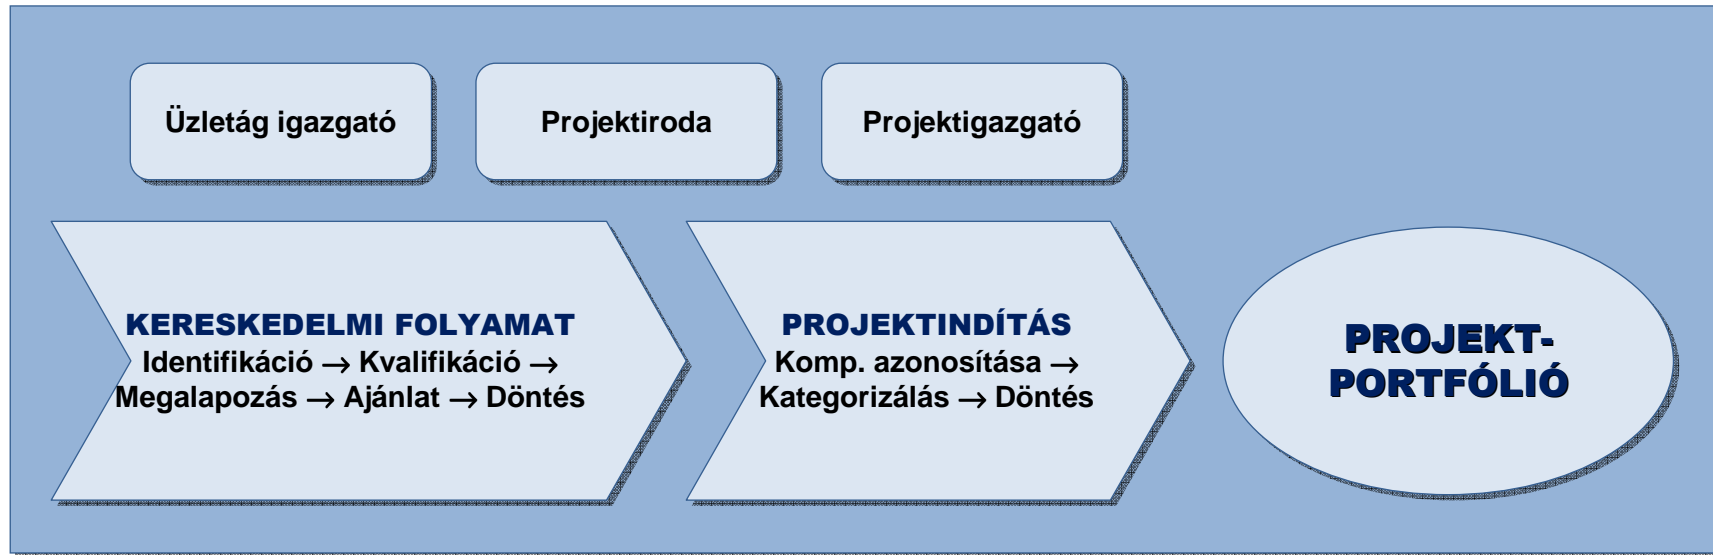 Üzletág igazgató
Projektiroda
Projektigazgató
KERESKEDELMI FOLYAMAT
Identifikáció → Kvalifikáció →
Megalapozás → Ajánlat → Döntés
PROJEKTINDÍTÁS
Komp. azonosítása →
Kategorizálás → Döntés
PROJEKT-
PORTFÓLIÓ